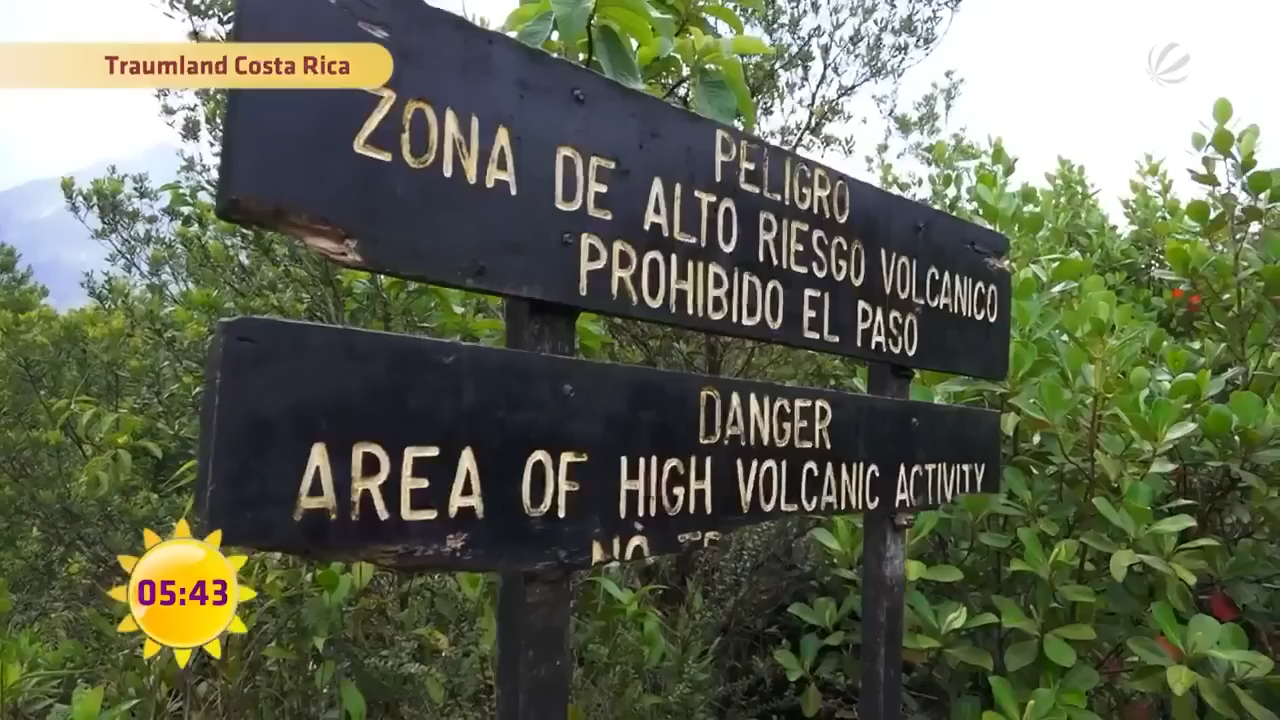 Traumland Costa Rica
PELIGRO
ZONA DE ALTO RIESGO VOLCANICO
PROHIBIDO EL PASO
DANGER
AREA OF HIGH VOLCANIC ACTIVITY
NO
05:43